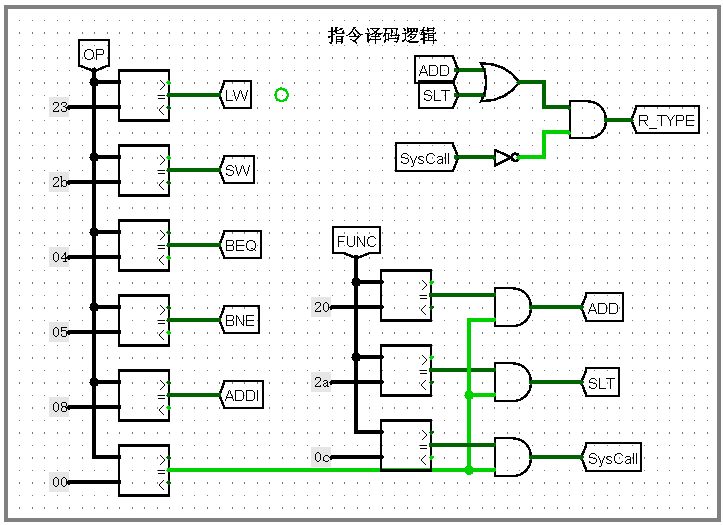 指令译码逻辑
OP
23
> = <
LW
2b
> = <
SW
04
> = <
BEQ
05
> = <
BNE
08
> = <
ADDI
00
> = <
ADD
SLT
SysCall
R_TYPE
FUNC
20
> = <
ADD
2a
> = <
SLT
0c
> = <
SysCall